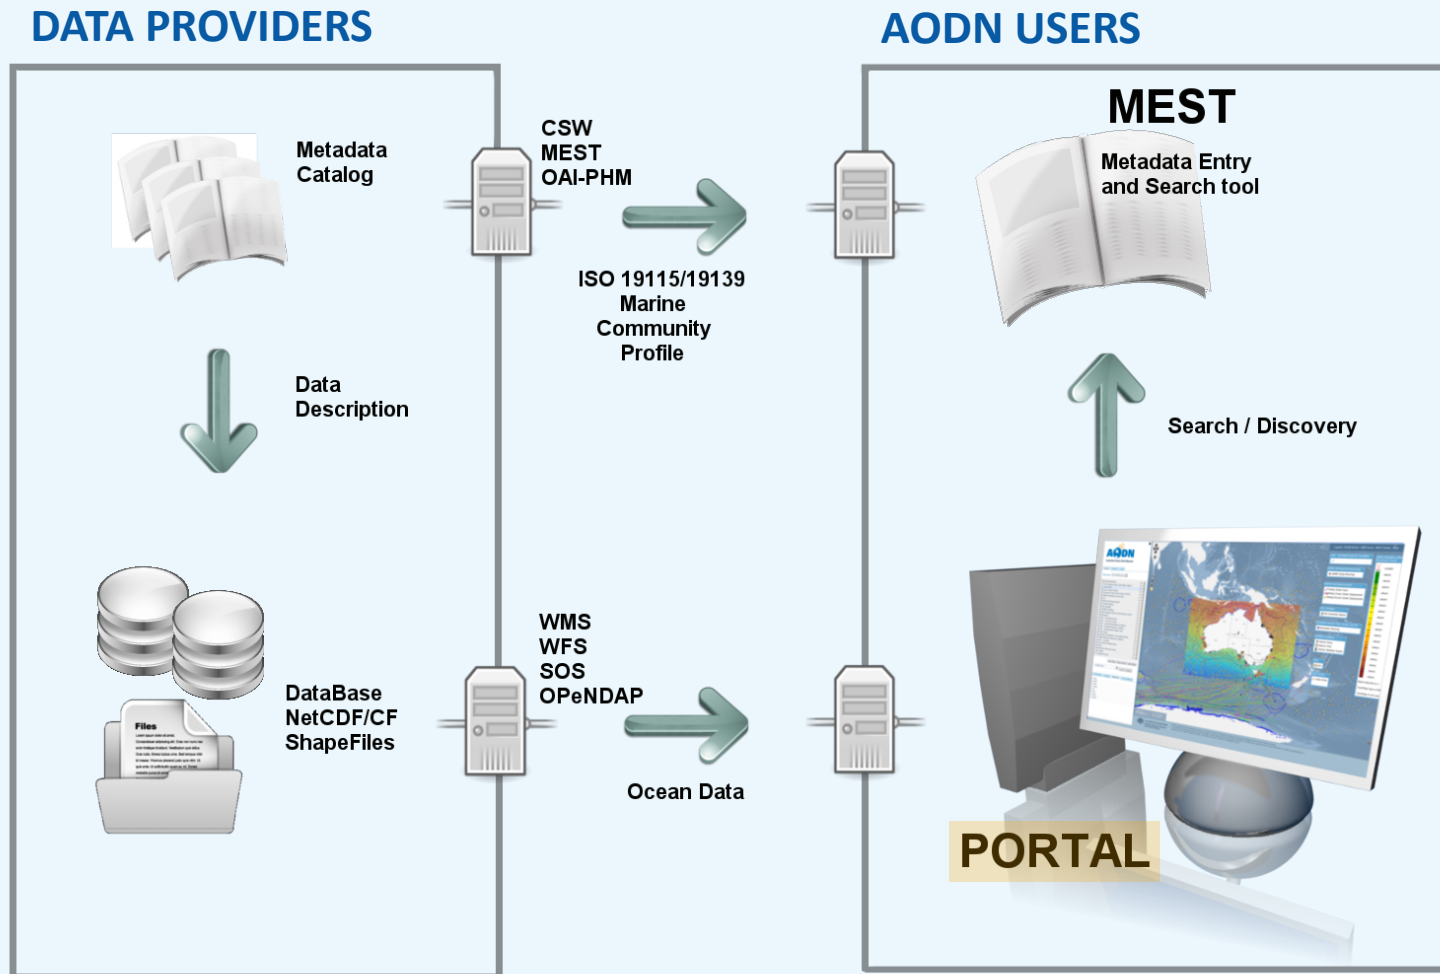 DATA PROVIDERS
AODN USERS
Metadata
Catalog
CSW
MEST
OAI-PHM
ISO 19115/19139
Marine
Community
Profile
MEST
Metadata Entry
and Search tool
Data
Description
Search / Discovery
Files
DataBase
NetCDF/CF
ShapeFiles
WMS
WFS
SOS
OPeNDAP
Ocean Data
AODN
PORTAL